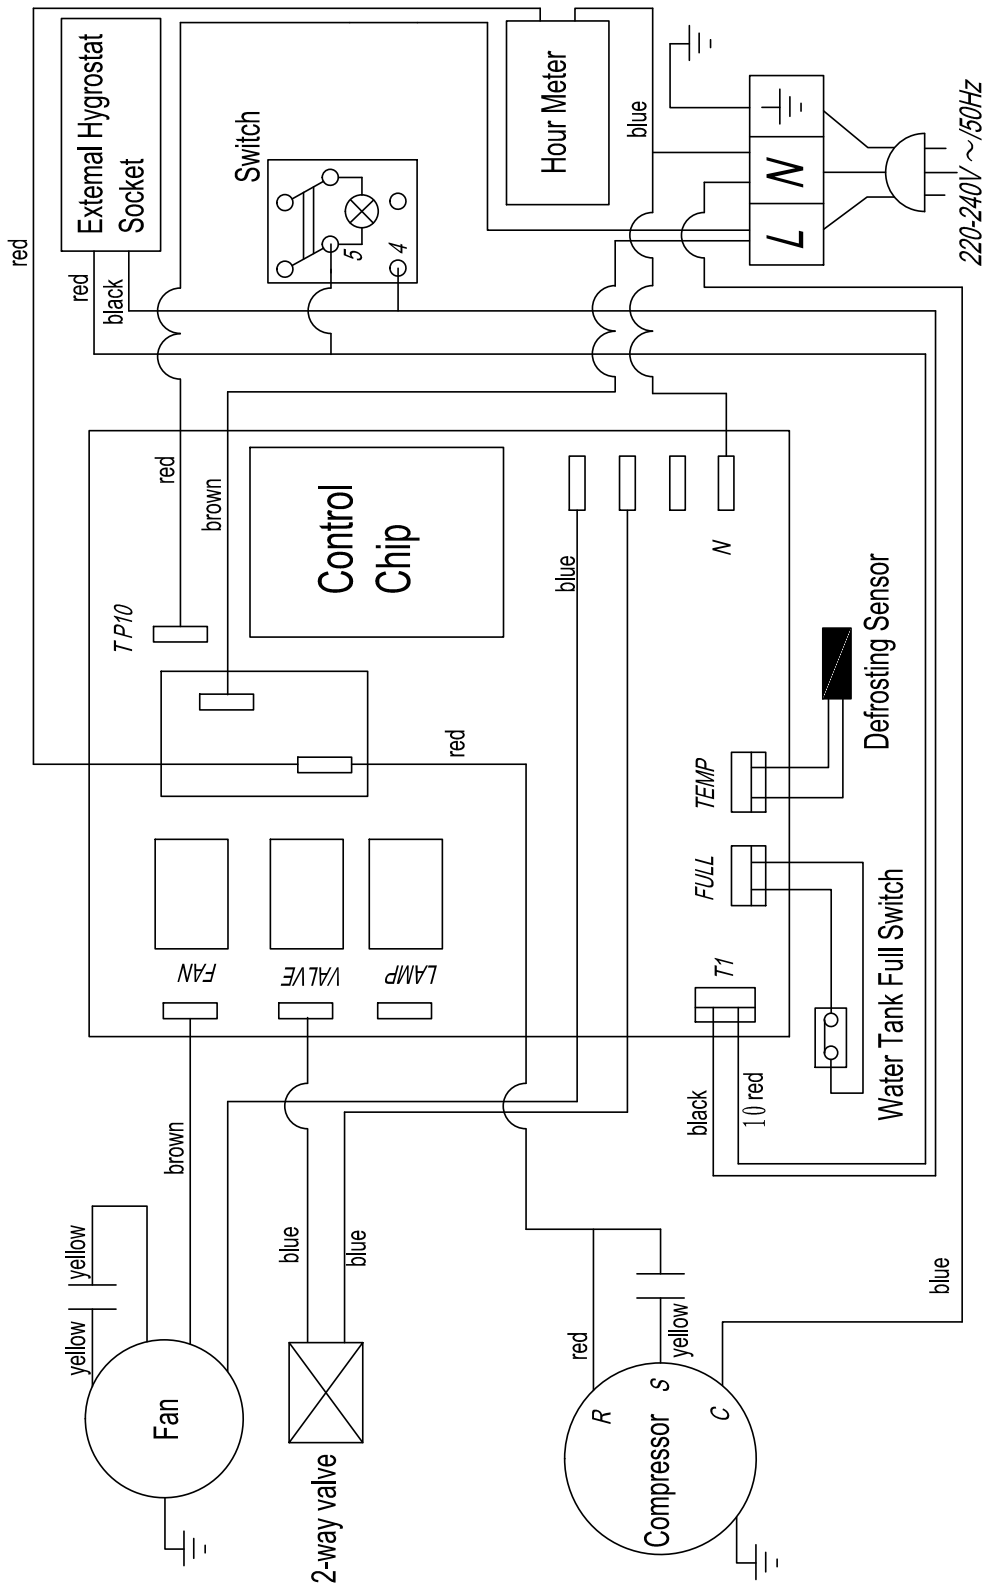 red
External Hygrostat
Socket
red
black
Switch
5
4
Hour Meter
blue
L
N
220-240V ~/50Hz
red
brown
T P10
Control
Chip
blue
N
red
TEMP
Defrosting Sensor
FULL
Water Tank Full Switch
FAN
VALVE
LAMP
T1
black
10 red
brown
yellow
yellow
Fan
blue
blue
2-way valve
red
yellow
R
S
C
Compressor
blue